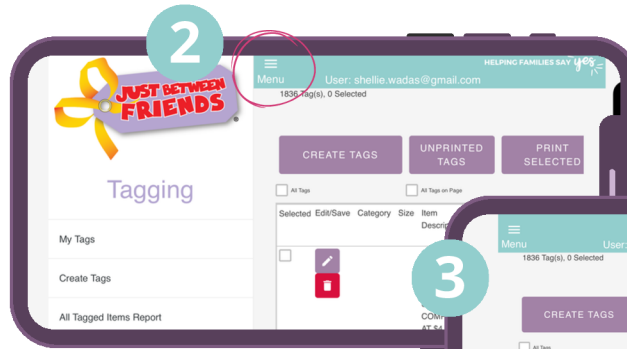 2
JUST BETWEEN
FRIENDS
Tagging
My Tags
Create Tags
All Tagged Items Report
HELPING FAMILIES SAY yes
Menu
User: shellie.wadas@gmail.com
1836 Tag(s), 0 Selected
CREATE TAGS
UNPRINTED
TAGS
PRINT
SELECTED
All Tags
All Tags on Page
Selected Edit/Save Category Size Item
AT $4
3
Menu
User:
1836 Tag(s), 0 Selected
CREATE TAGS
All Tags